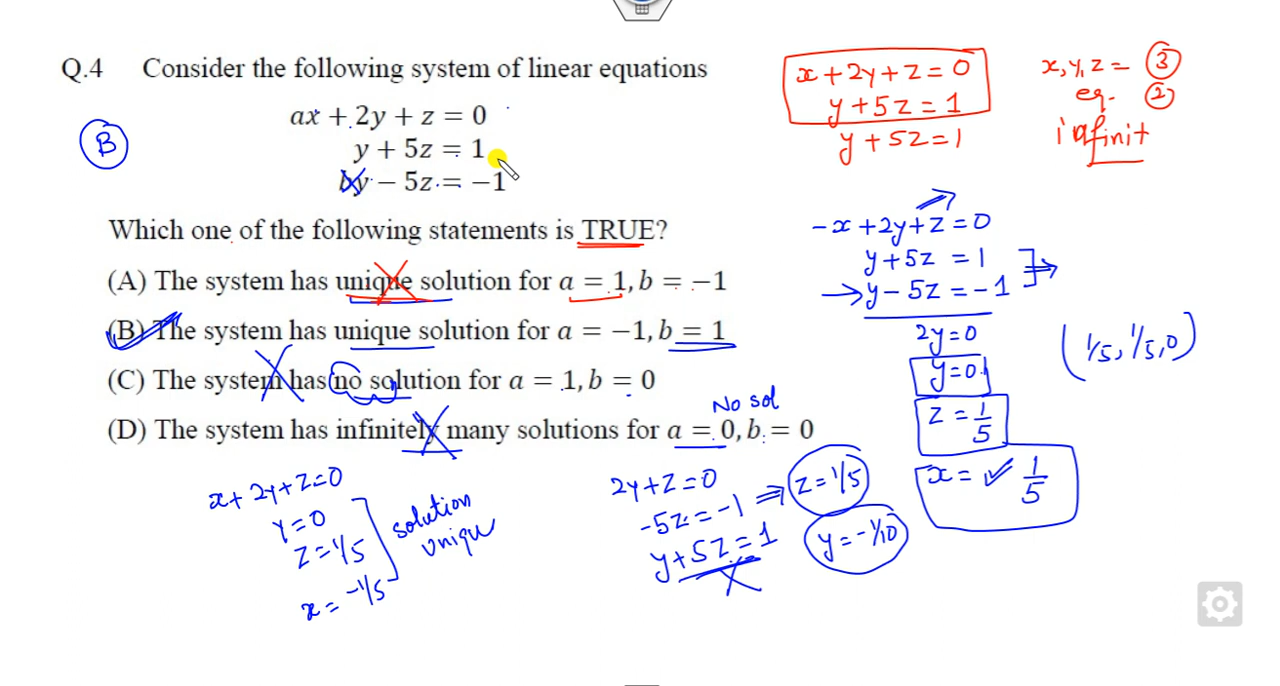 Q.4 Consider the following system of linear equations
ax + 2y + z = 0
y + 5z = 1
by − 5z = −1
Which one of the following statements is TRUE?
(A) The system has unique solution for a = 1, b = −1
(B) The system has unique solution for a = −1, b = 1
(C) The system has no solution for a = 1, b = 0
(D) The system has infinitely many solutions for a = 0, b = 0
B
x + 2y + z = 0
y + 5z = 1
y + 5z = 1
x, y, z = 3
eq. 2
infinit
-x + 2y + z = 0
y + 5z = 1
y - 5z = -1
2y = 0
y = 0
z = 1/5
x = 1/5
(1/5, 1/5, 0)
No sol
x + 2y + z = 0
Y = 0
Z = 1/5
x = -1/5
solution
unique
2y + z = 0
-5z = -1 ⇒ z = 1/5
y + 5z = 1
y = -1/10